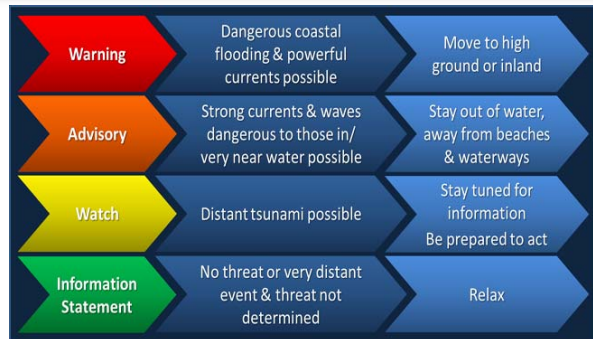 Warning
Dangerous coastal
flooding & powerful
currents possible
Move to high
ground or inland
Advisory
Strong currents & waves
dangerous to those in/
very near water possible
Stay out of water,
away from beaches
& waterways
Watch
Distant tsunami possible
Stay tuned for
information
Be prepared to act
Information
Statement
No threat or very distant
event & threat not
determined
Relax